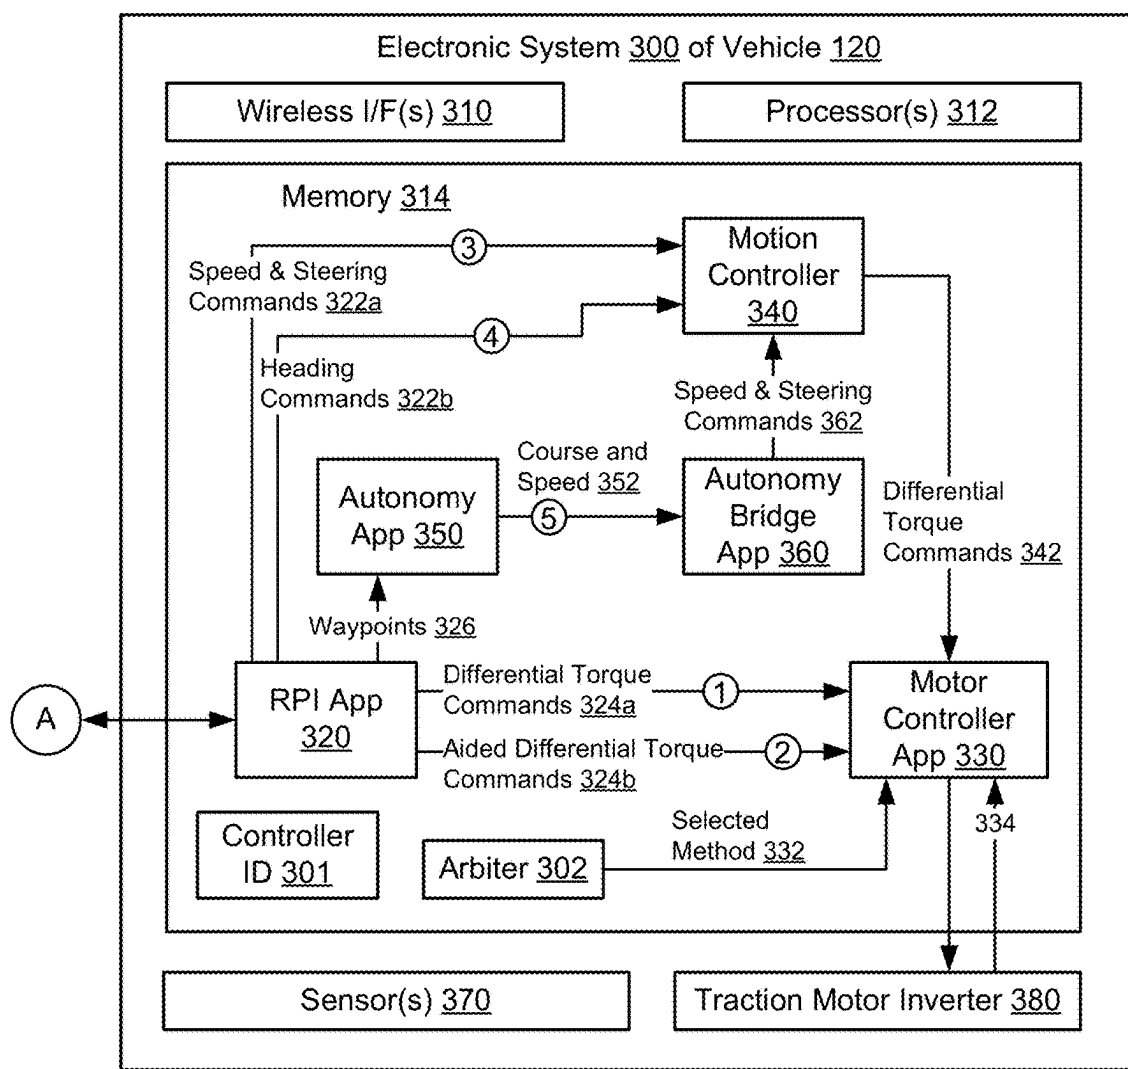 Electronic System 300 of Vehicle 120
Wireless I/F(s) 310
Processor(s) 312
Memory 314
3
Motion
Controller
340
Speed & Steering
Commands 322a
4
Heading
Commands 322b
Speed & Steering
Commands 362
Course and
Speed 352
Autonomy
App 350
5
Autonomy
Bridge
App 360
Differential
Torque
Commands 342
Waypoints 326
A
RPI App
320
Differential Torque
Commands 324a
1
Motor
Controller
App 330
Aided Differential Torque
Commands 324b
2
Controller
ID 301
Arbiter 302
Selected
Method 332
334
Sensor(s) 370
Traction Motor Inverter 380